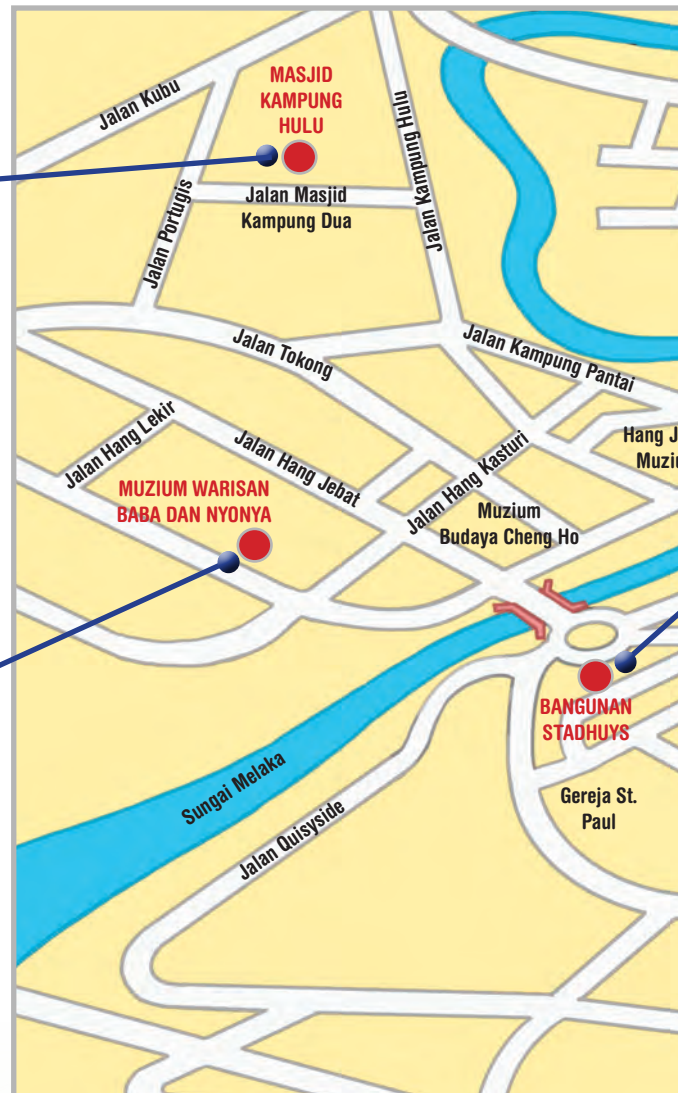 MASJID
KAMPUNG
HULU
Jalan Kubu
Jalan Kampung Hulu
Jalan Masjid
Kampung Dua
Jalan Portugis
Jalan Tokong
Jalan Kampung Pantai
Jalan Hang Lekir
Jalan Hang Jebat
Jalan Hang Kasturi
Hang J
Muziu
MUZIUM WARISAN
BABA DAN NYONYA
Muzium
Budaya Cheng Ho
BANGUNAN
STADHUYS
Sungai Melaka
Jalan Quisyside
Gereja St.
Paul